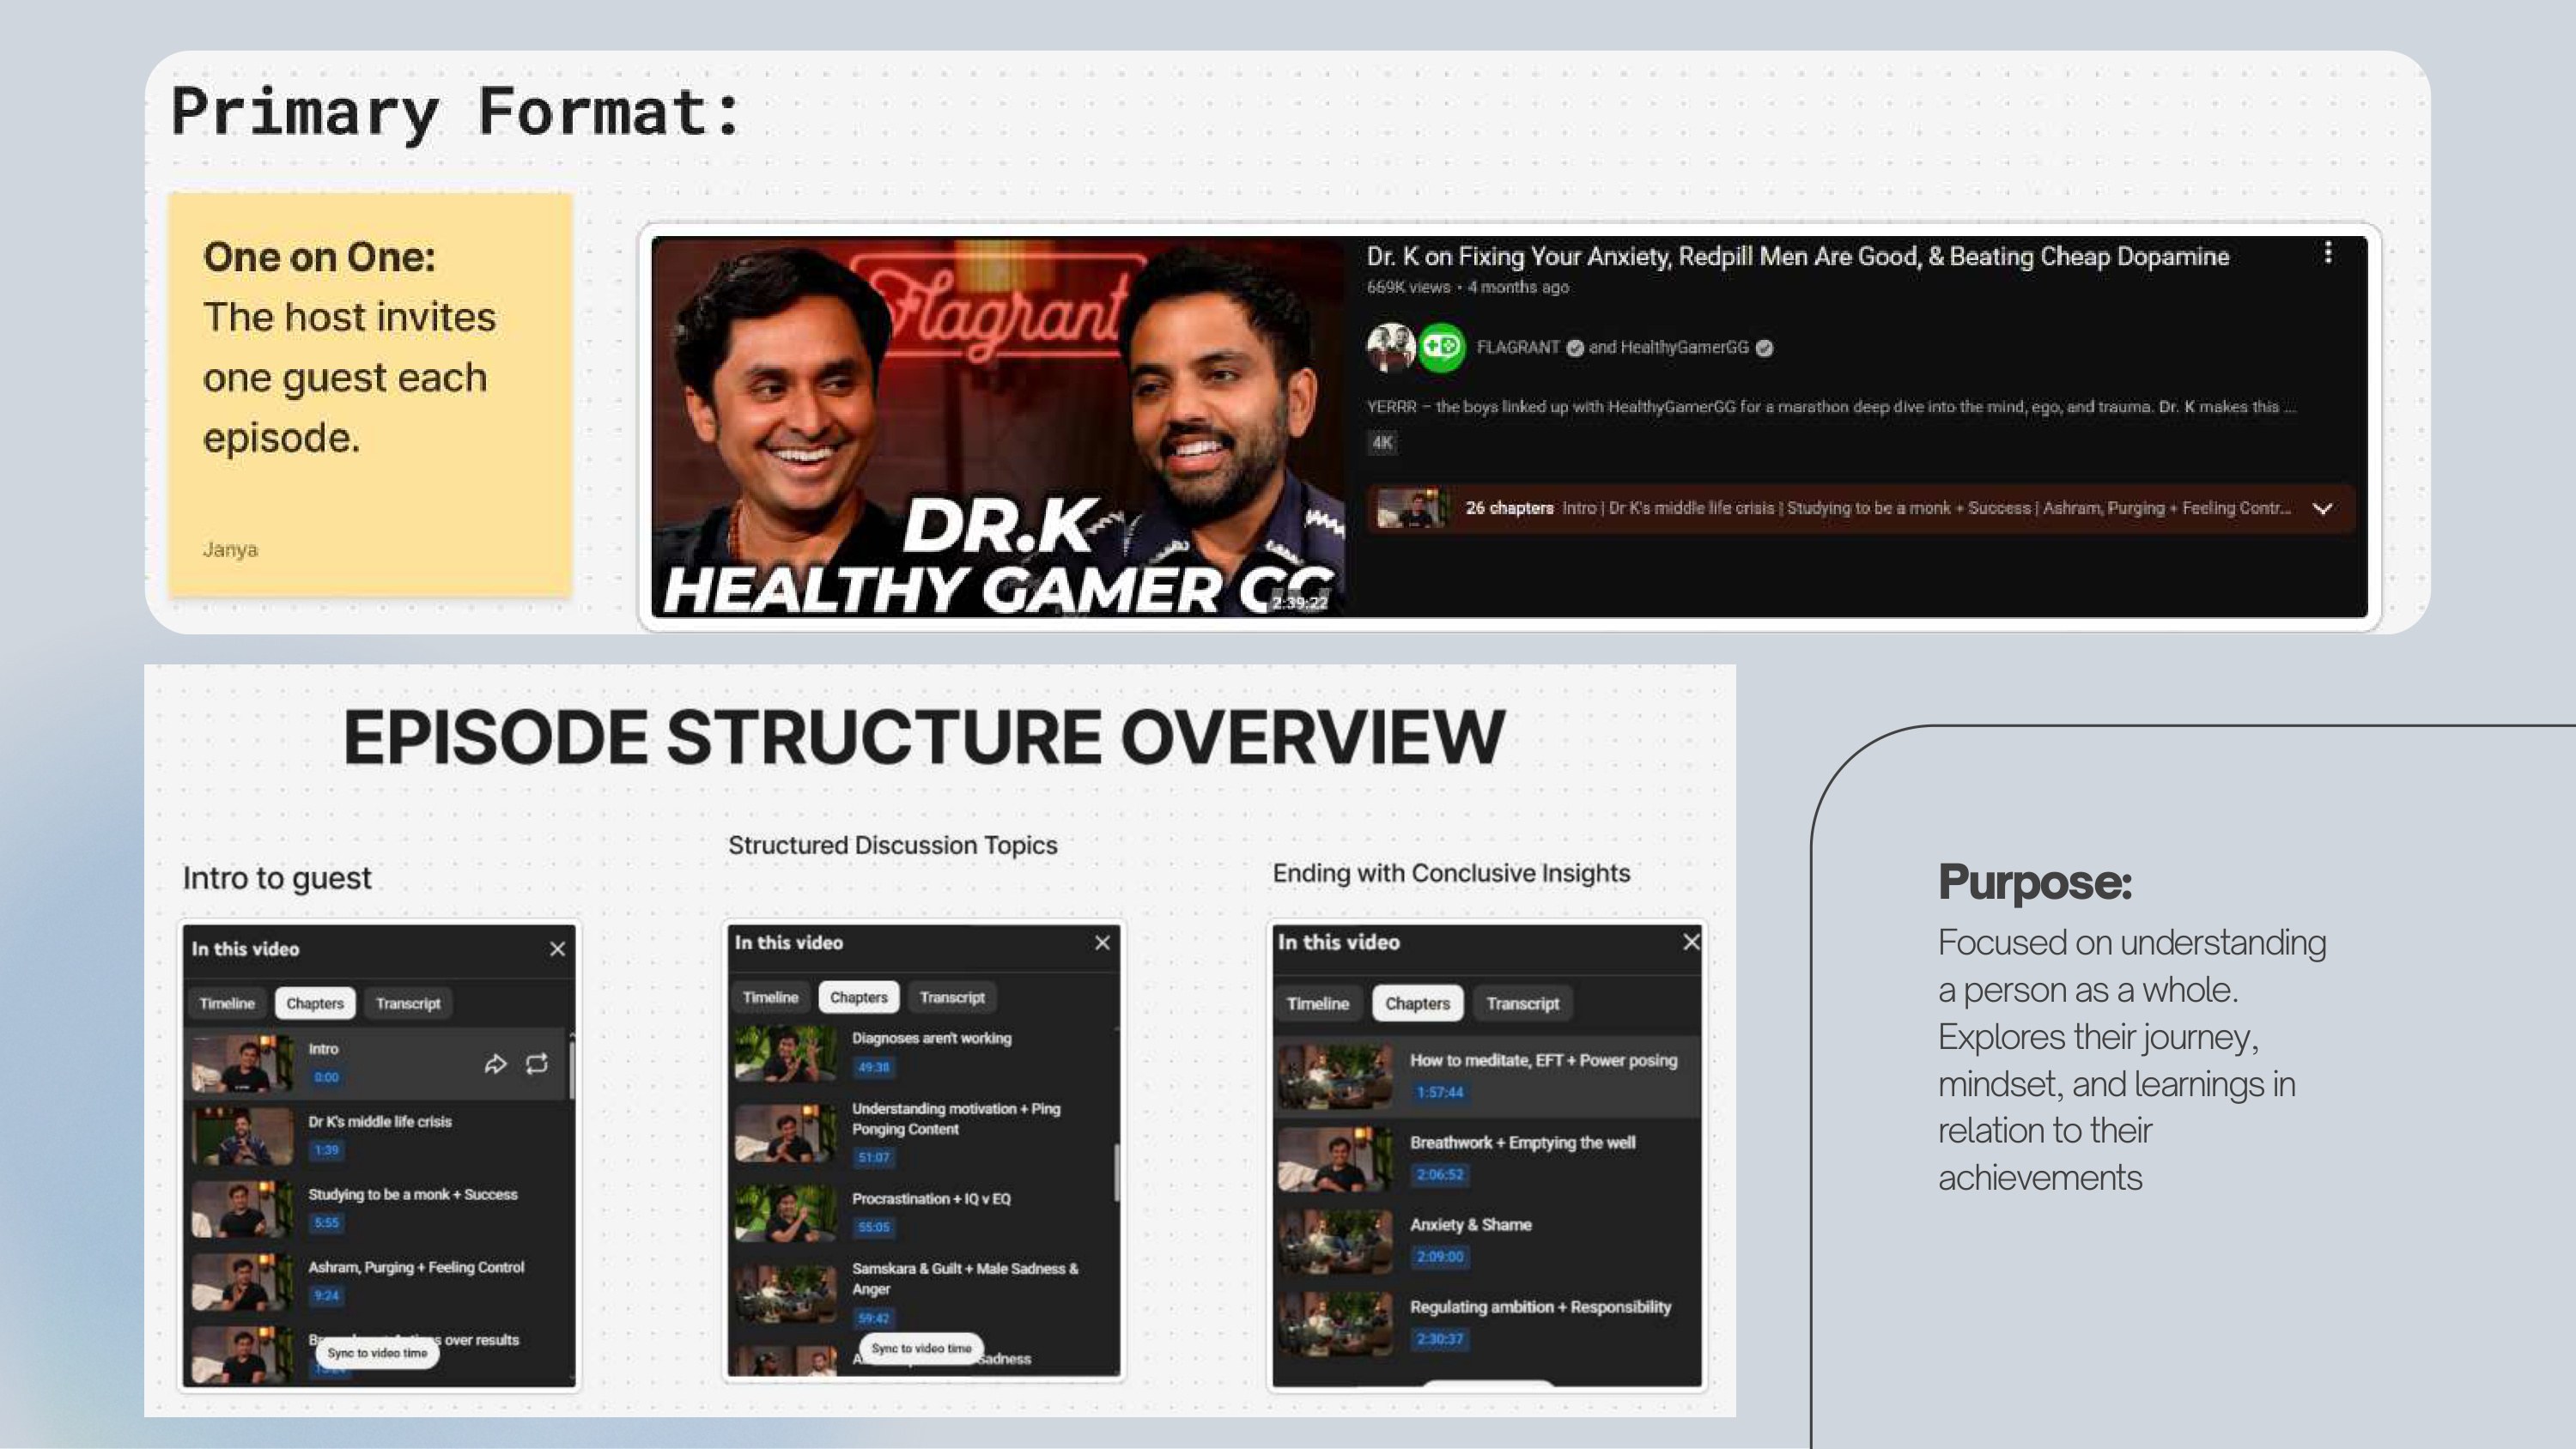 Primary Format:
One on One:
The host invites
one guest each
episode.
Janya
Flagrant
DR.K
HEALTHY GAMER GG
2:39:22
Dr. K on Fixing Your Anxiety, Redpill Men Are Good, & Beating Cheap Dopamine
669K views • 4 months ago
FLAGRANT and HealthyGamerGG
YERRR – the boys linked up with HealthyGamerGG for a marathon deep dive into the mind, ego, and trauma. Dr. K makes this ...
4K
26 chapters Intro | Dr K's middle life crisis | Studying to be a monk + Success | Ashram, Purging + Feeling Contr...
EPISODE STRUCTURE OVERVIEW
Intro to guest
In this video
Timeline Chapters Transcript
Intro
0:00
Dr K's middle life crisis
1:39
Studying to be a monk + Success
5:55
Ashram, Purging + Feeling Control
9:24
over results
Sync to video time
Structured Discussion Topics
In this video
Timeline Chapters Transcript
Diagnoses aren't working
49:38
Understanding motivation + Ping
Ponging Content
51:07
Procrastination + IQ v EQ
55:05
Samskara & Guilt + Male Sadness &
Anger
59:42
Sync to video time
sadness
Ending with Conclusive Insights
In this video
Timeline Chapters Transcript
How to meditate, EFT + Power posing
1:57:44
Breathwork + Emptying the well
2:06:52
Anxiety & Shame
2:09:00
Regulating ambition + Responsibility
2:30:37
Purpose:
Focused on understanding
a person as a whole.
Explores their journey,
mindset, and learnings in
relation to their
achievements